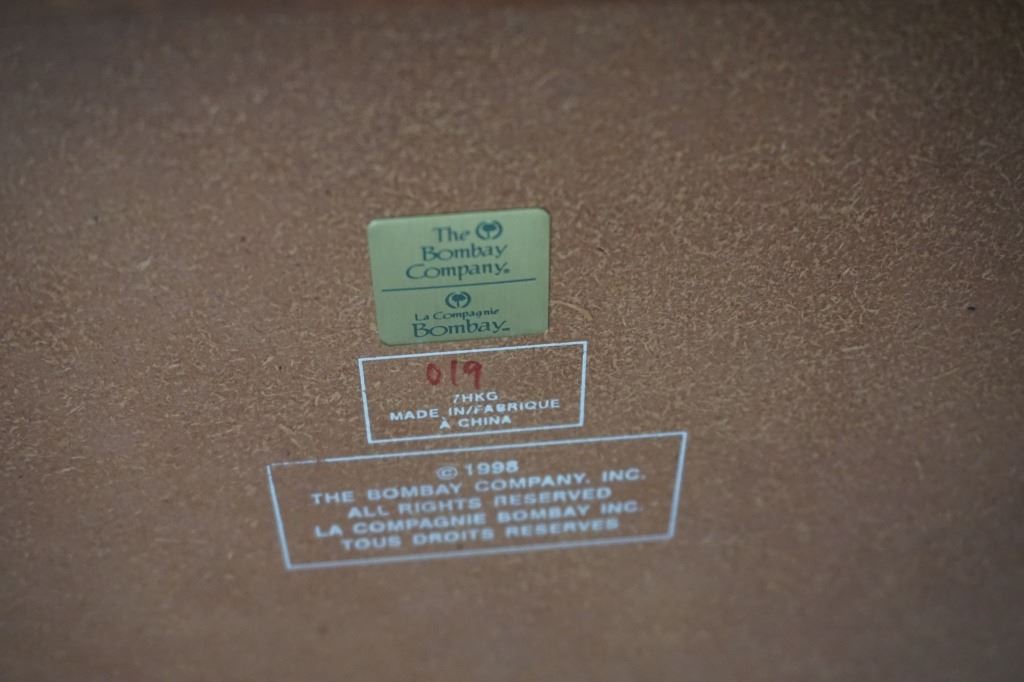 The
Bombay
Company®
La Compagnie
Bombay™
019
7HKG
MADE IN/FABRIQUE
À CHINA
© 1998
THE BOMBAY COMPANY, INC.
ALL RIGHTS RESERVED
LA COMPAGNIE BOMBAY INC.
TOUS DROITS RESERVES